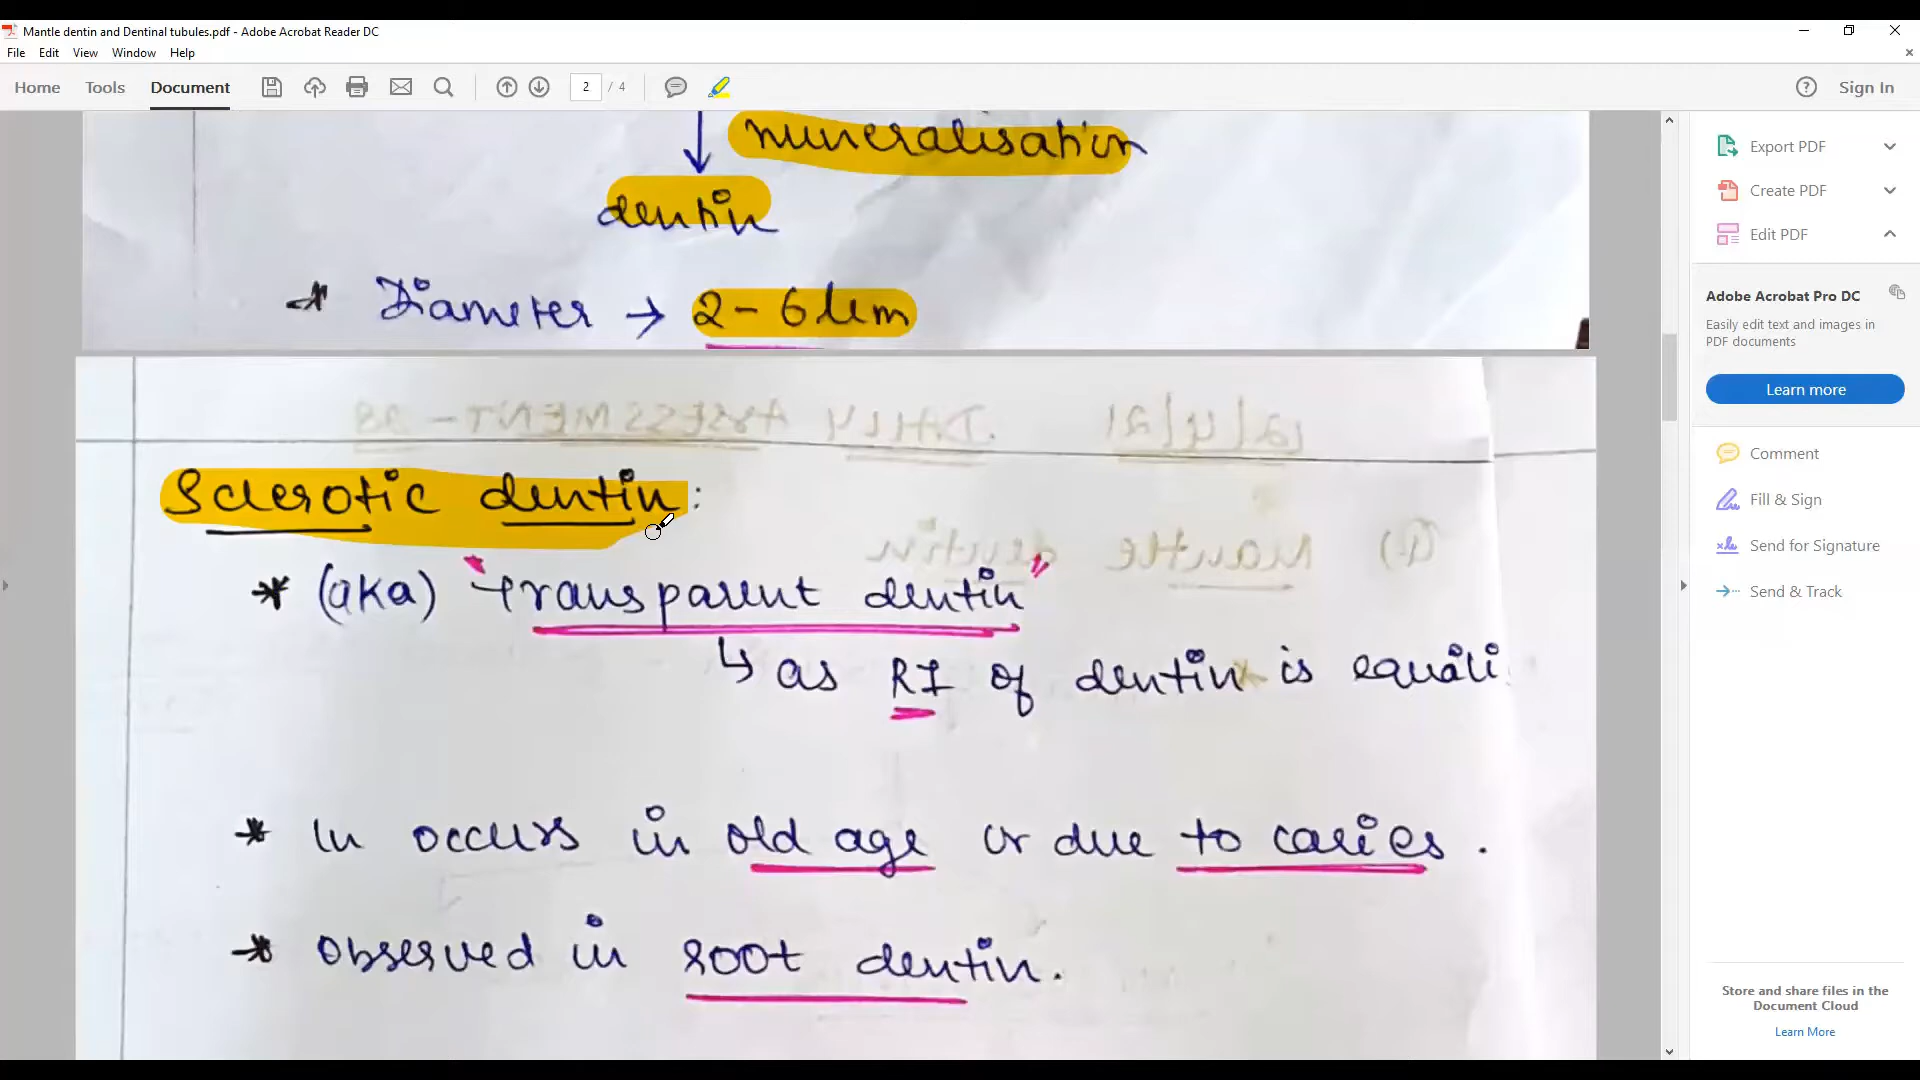 Mantle dentin and Dentinal tubules.pdf - Adobe Acrobat Reader DC
File Edit View Window Help
Home Tools Document 2 / 4 Sign In
mineralisation
dentin
* Diameter → 2 - 6 µm
Sclerotic dentin :
* (aka) "transparent dentin"
↳ as RI of dentin is equali
* In occurs in old age or due to caries .
* Observed in root dentin .
Export PDF
Create PDF
Edit PDF
Adobe Acrobat Pro DC
Easily edit text and images in
PDF documents
Learn more
Comment
Fill & Sign
Send for Signature
Send & Track
Store and share files in the
Document Cloud
Learn More